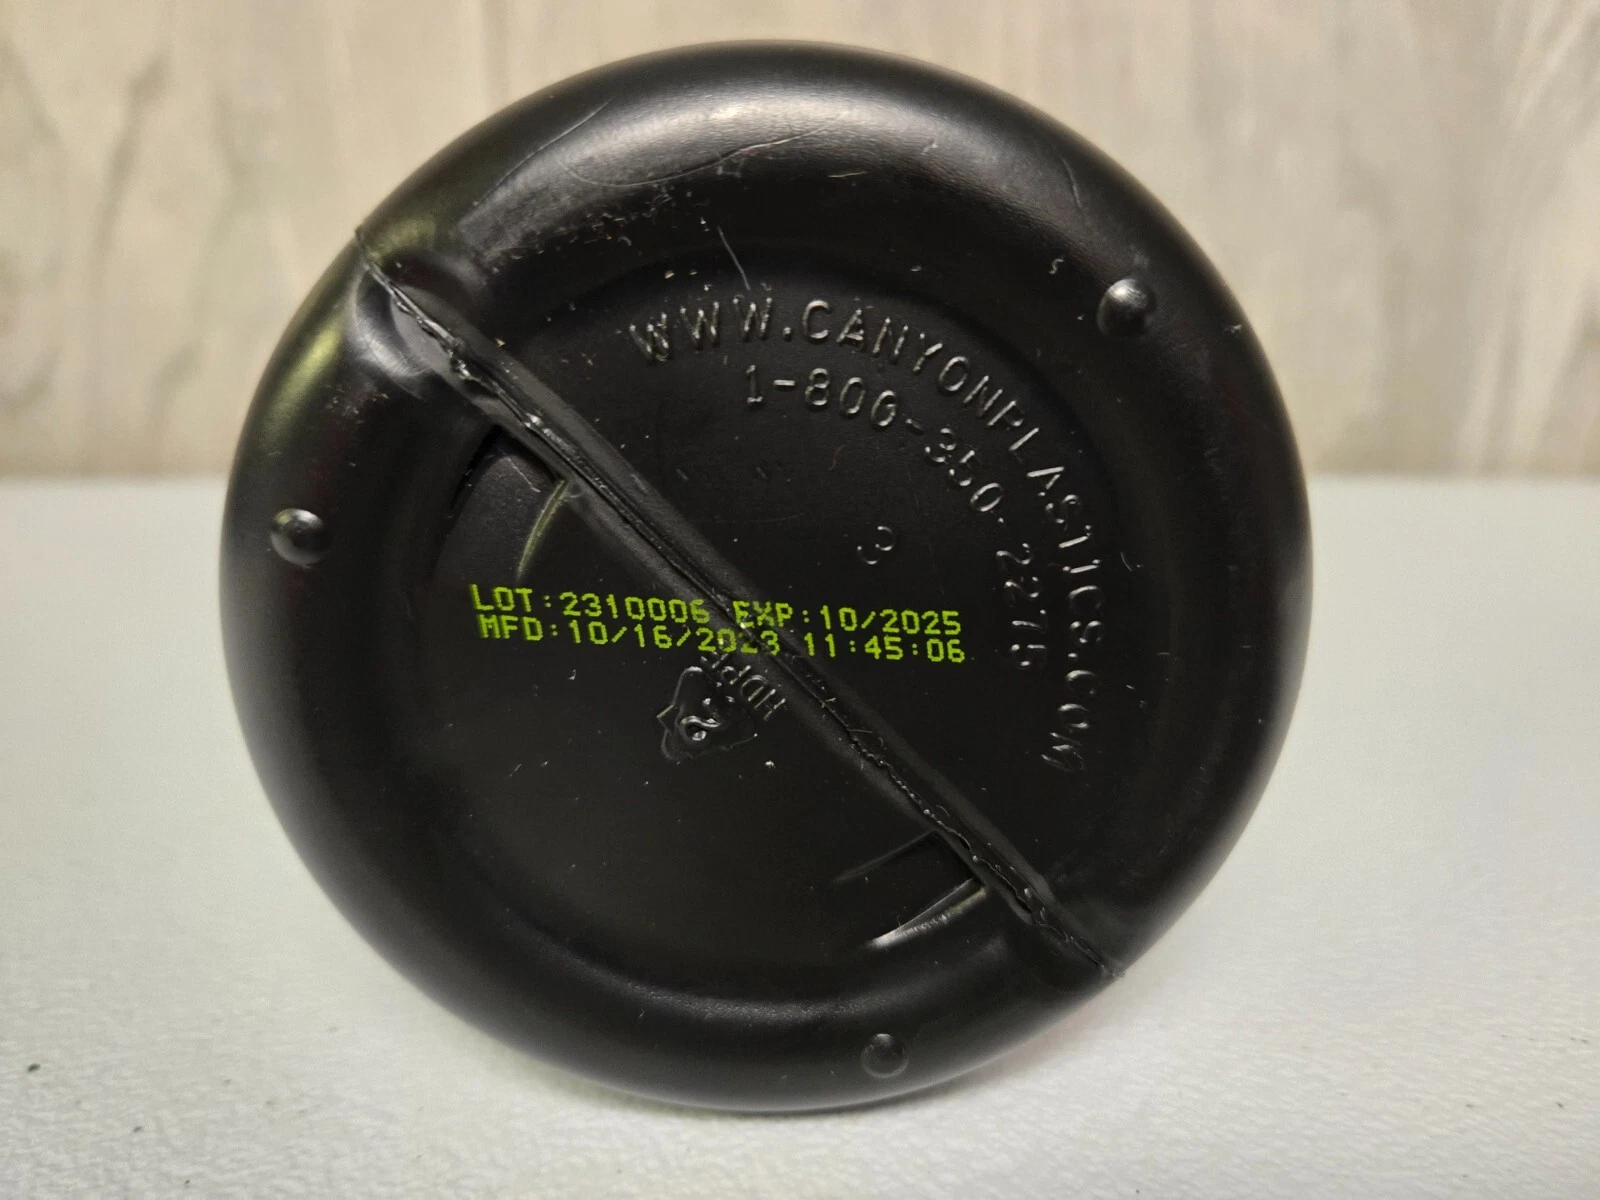 WWW.CANYONPLASTICS.COM
1-800-350-2275
3
LOT:2310006 EXP:10/2025
MFD:10/16/2023 11:45:06
2
HDPE